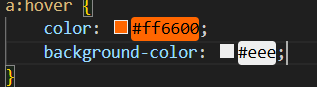 a:hover {
color: #ff6600;
background-color: #eee;
}